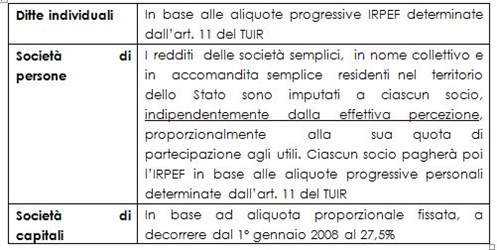 Ditte individuali
In base alle aliquote progressive IRPEF determinate
dall'art. 11 del TUIR
Società di
persone
I redditi delle società semplici, in nome collettivo e
in accomandita semplice residenti nel territorio
dello Stato sono imputati a ciascun socio,
indipendentemente dalla effettiva percezione,
proporzionalmente alla sua quota di
partecipazione agli utili. Ciascun socio pagherà poi
l'IRPEF in base alle aliquote progressive personali
determinate dall'art. 11 del TUIR
Società di
capitali
In base ad aliquota proporzionale fissata, a
decorrere dal 1° gennaio 2008 al 27,5%